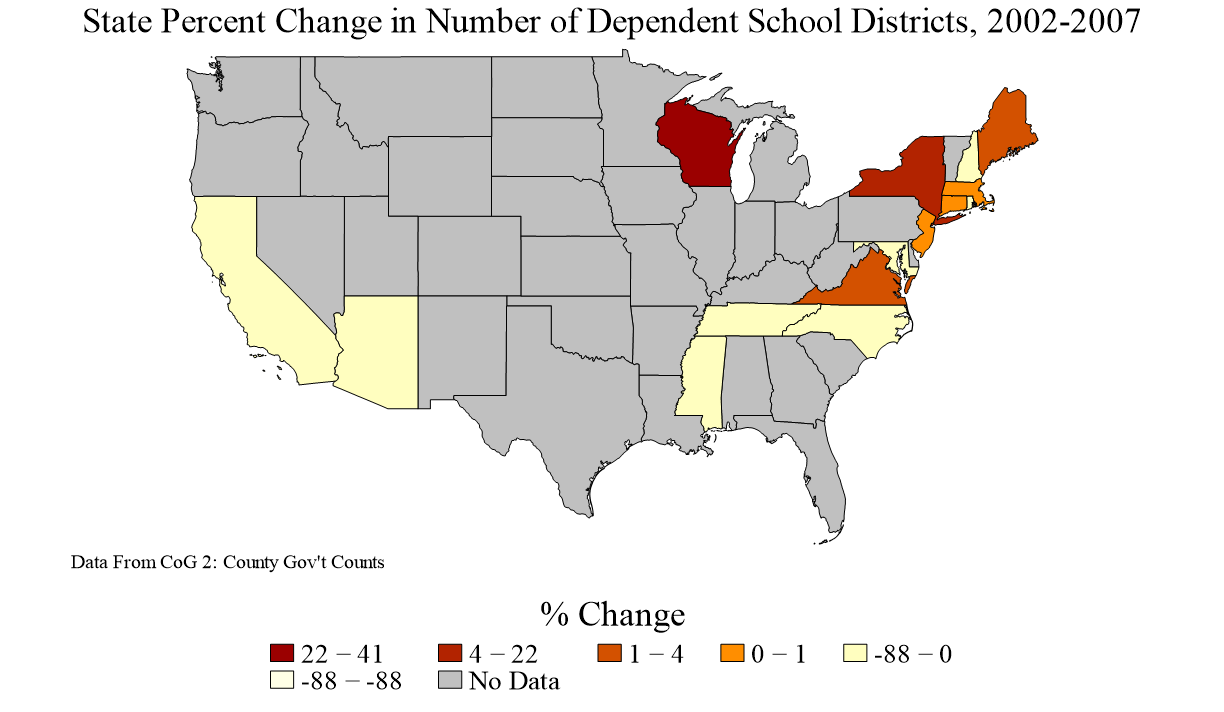 State Percent Change in Number of Dependent School Districts, 2002-2007
Data From CoG 2: County Gov't Counts
% Change
22 − 41 4 − 22 1 − 4 0 − 1 -88 − 0
-88 − -88 No Data